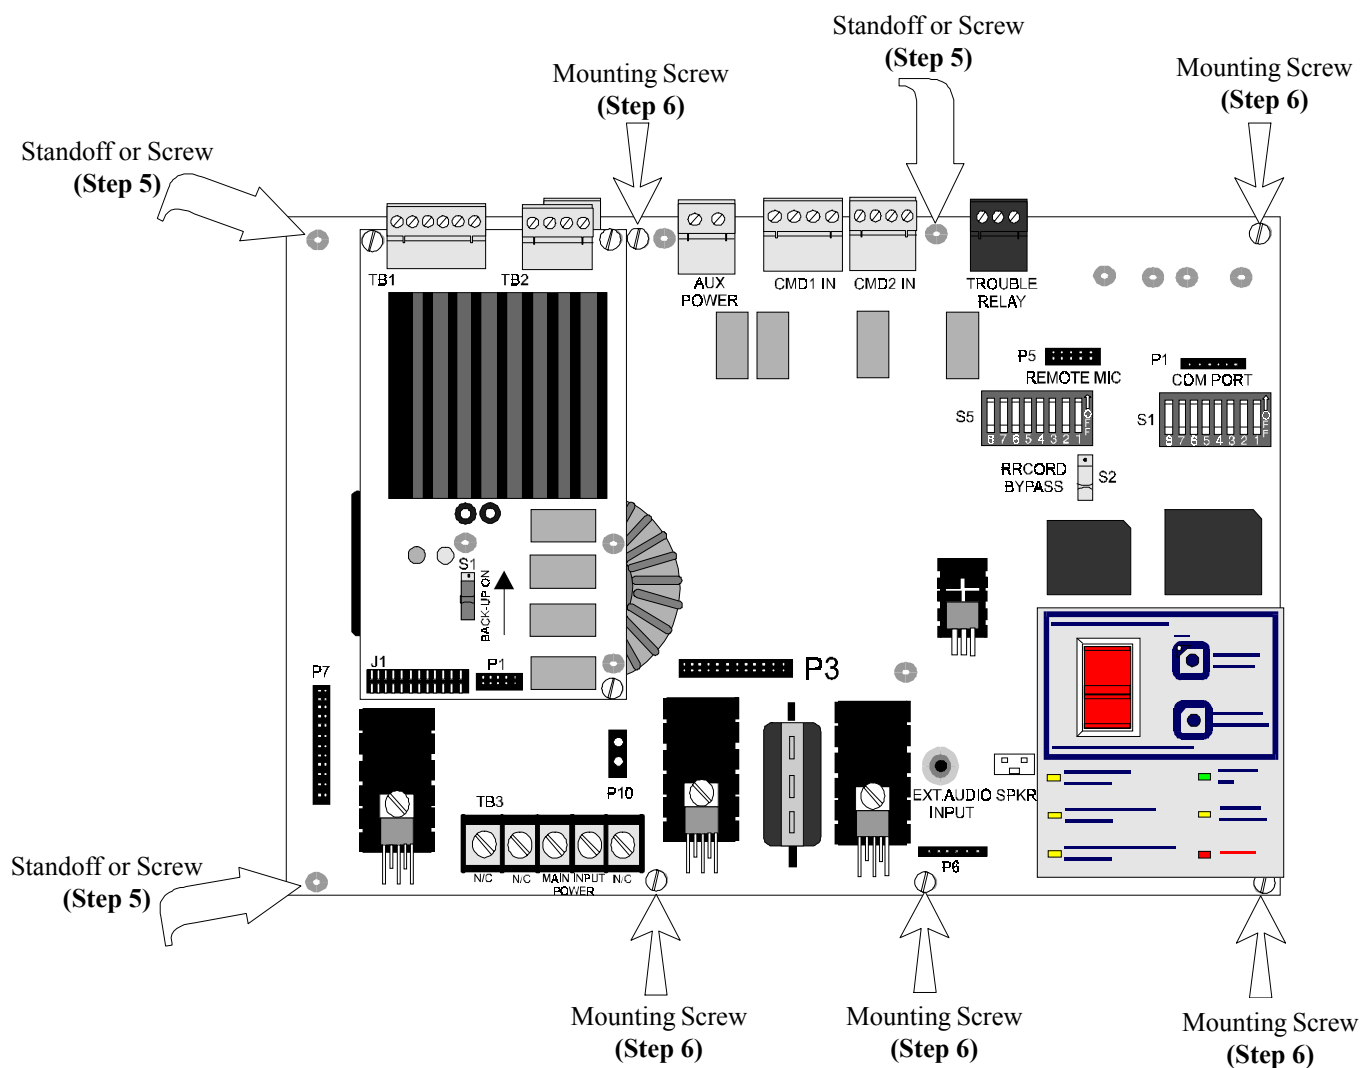 Standoff or Screw
(Step 5)
Mounting Screw
(Step 6)
Mounting Screw
(Step 6)
Standoff or Screw
(Step 5)
TB1
TB2
AUX
POWER
CMD1 IN
CMD2 IN
TROUBLE
RELAY
P5
REMOTE MIC
P1
COM PORT
S5
8 7 6 5 4 3 2 1
OFF
S1
8 7 6 5 4 3 2 1
OFF
RRCORD
BYPASS
S2
S1
BACK-UP ON
J1
P1
P7
P3
P10
EXT.AUDIO
INPUT
SPKR
TB3
N/C
N/C
MAIN INPUT
POWER
N/C
P6
Standoff or Screw
(Step 5)
Mounting Screw
(Step 6)
Mounting Screw
(Step 6)
Mounting Screw
(Step 6)